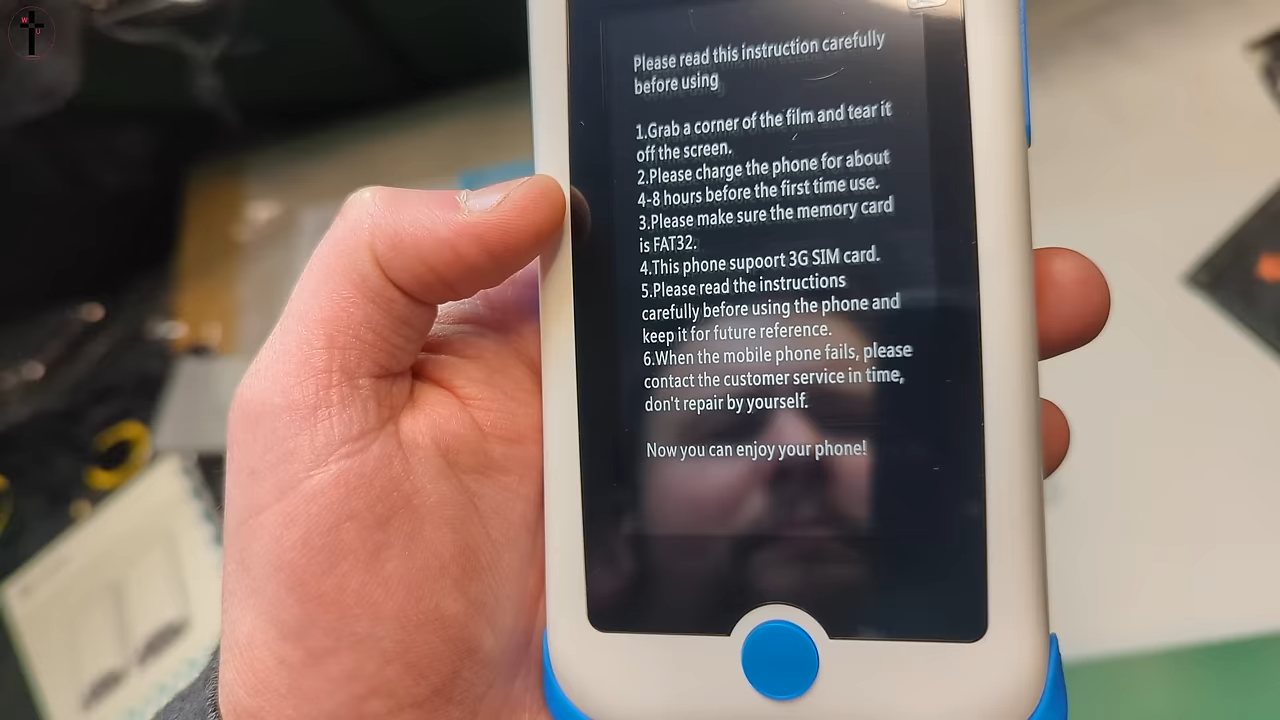 W
U
Please read this instruction carefully
before using
1.Grab a corner of the film and tear it
off the screen.
2.Please charge the phone for about
4-8 hours before the first time use.
3.Please make sure the memory card
is FAT32.
4.This phone supoort 3G SIM card.
5.Please read the instructions
carefully before using the phone and
keep it for future reference.
6.When the mobile phone fails, please
contact the customer service in time,
don't repair by yourself.
Now you can enjoy your phone!